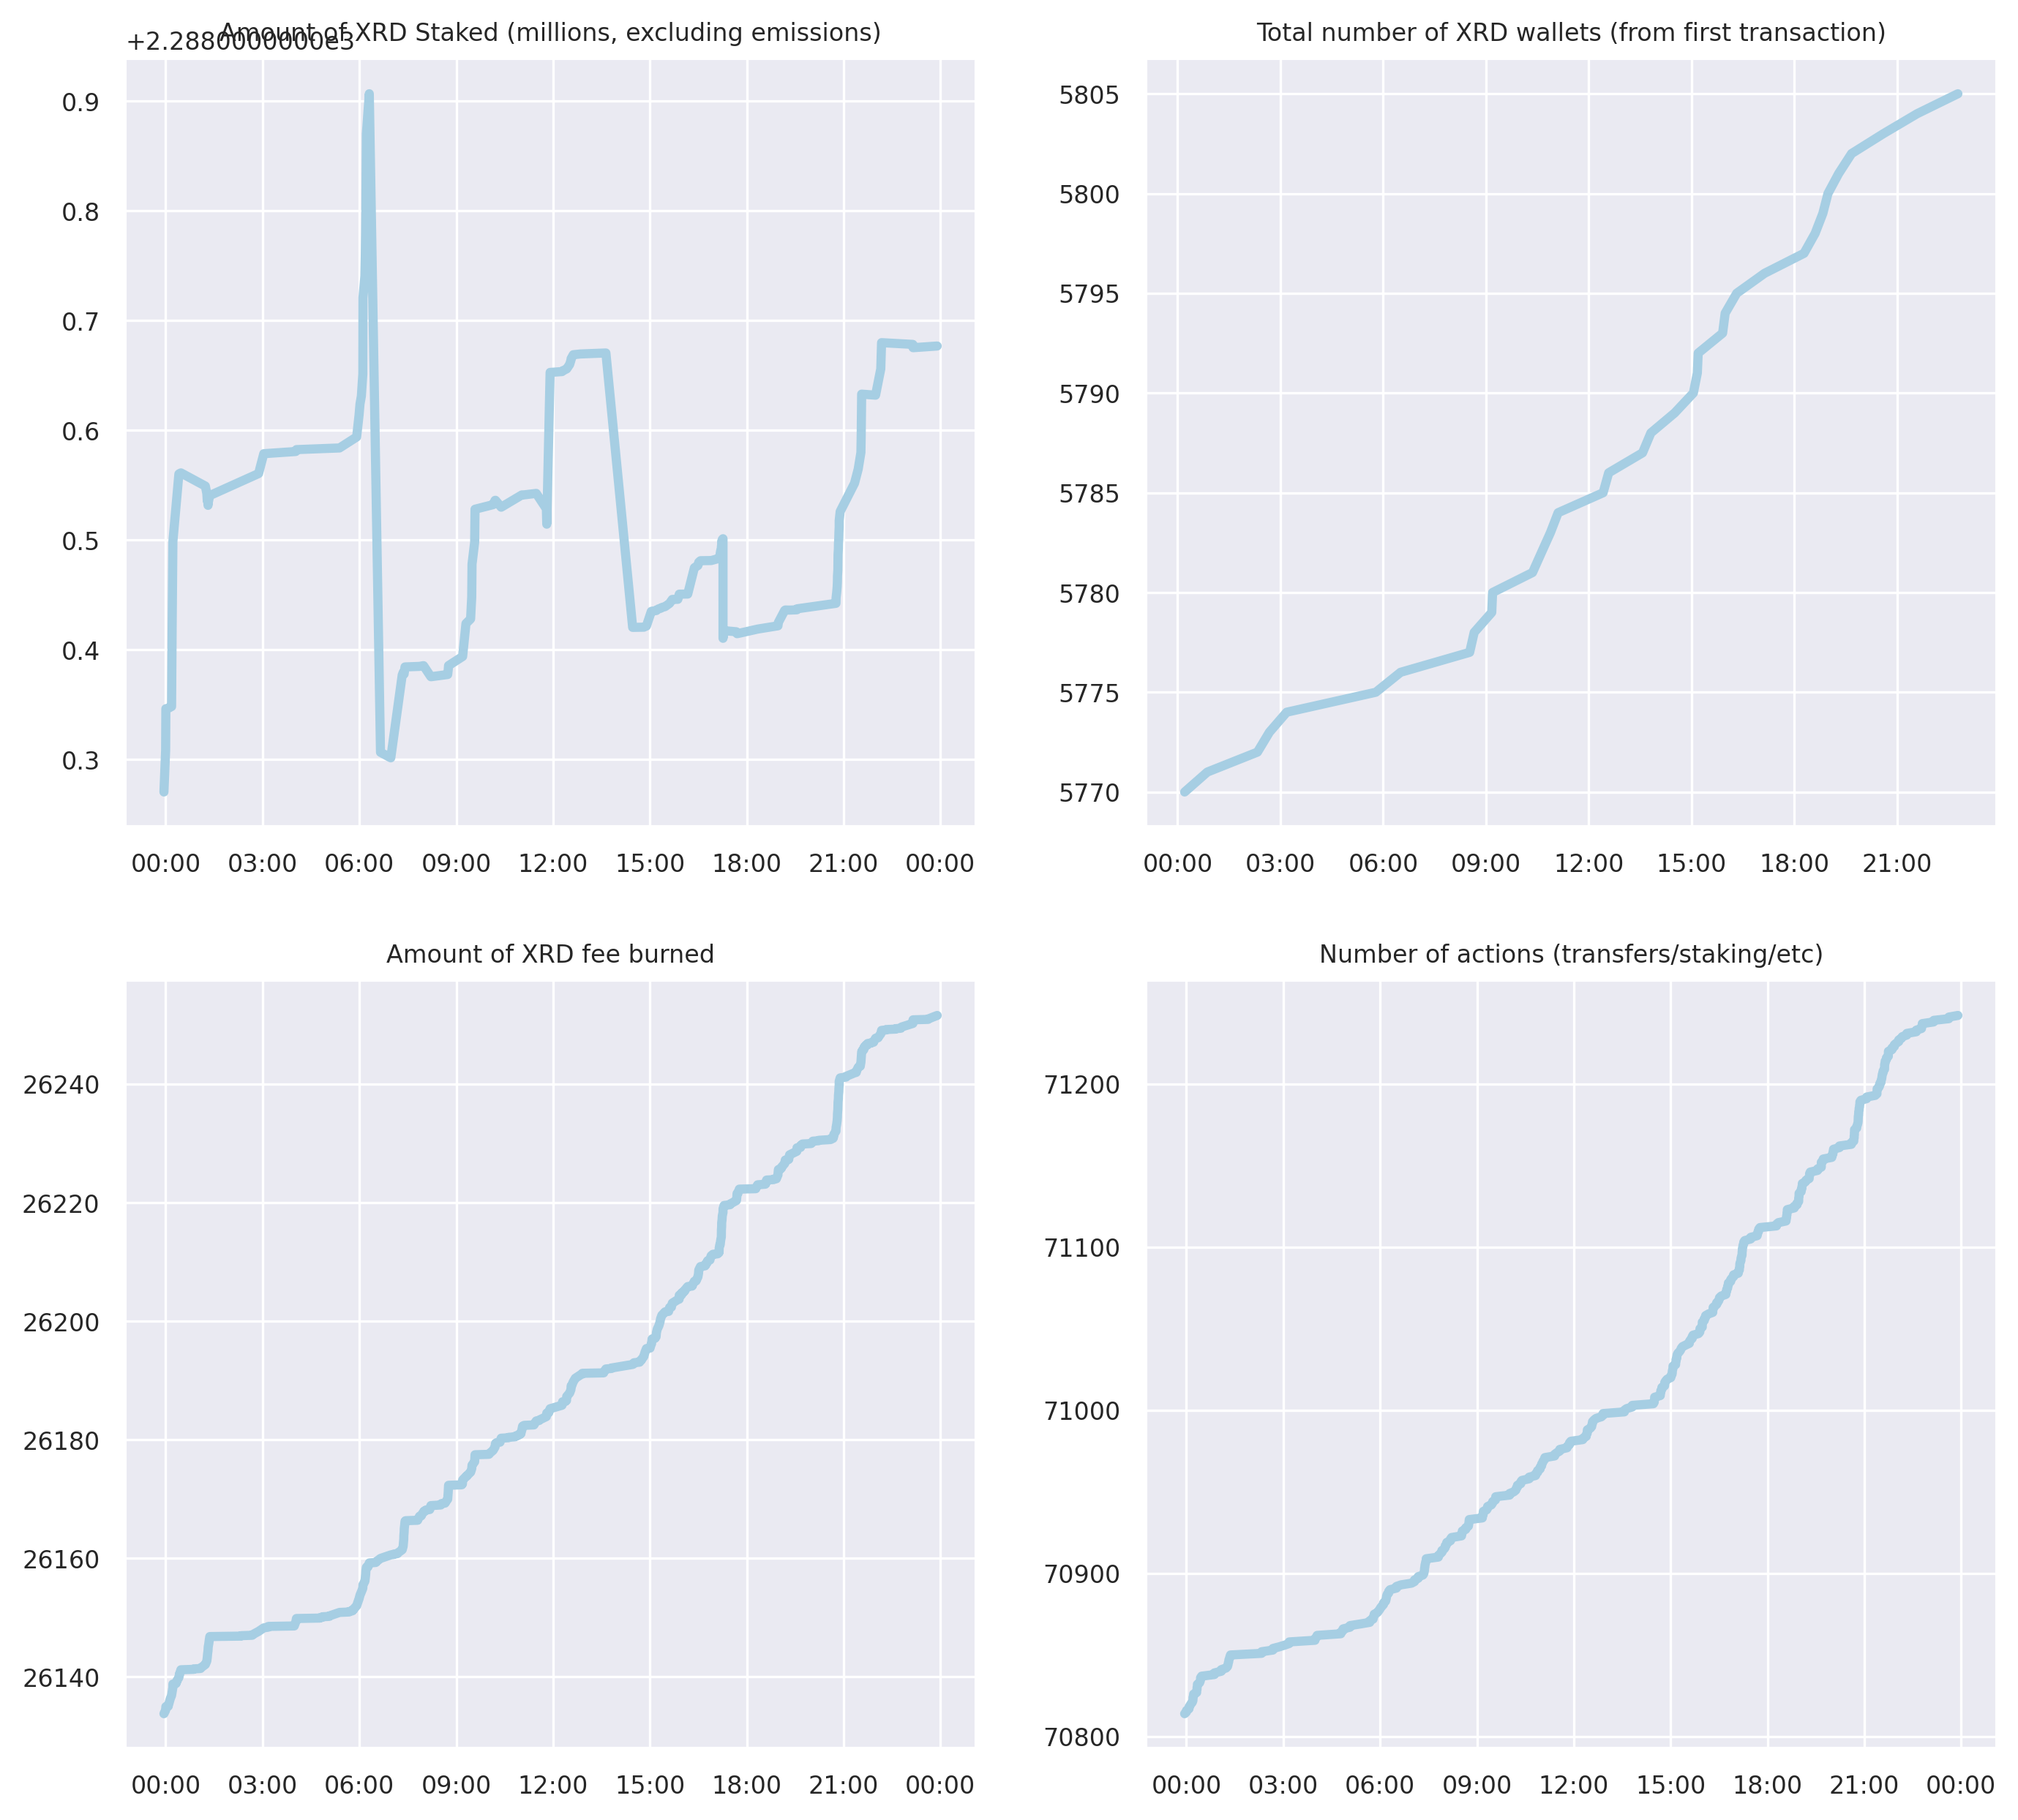 Amount of XRD Staked (millions, excluding emissions)
+2.2880000000e3
0.9
0.8
0.7
0.6
0.5
0.4
0.3
00:00 03:00 06:00 09:00 12:00 15:00 18:00 21:00 00:00
Total number of XRD wallets (from first transaction)
5805
5800
5795
5790
5785
5780
5775
5770
00:00 03:00 06:00 09:00 12:00 15:00 18:00 21:00
Amount of XRD fee burned
26240
26220
26200
26180
26160
26140
00:00 03:00 06:00 09:00 12:00 15:00 18:00 21:00 00:00
Number of actions (transfers/staking/etc)
71200
71100
71000
70900
70800
00:00 03:00 06:00 09:00 12:00 15:00 18:00 21:00 00:00